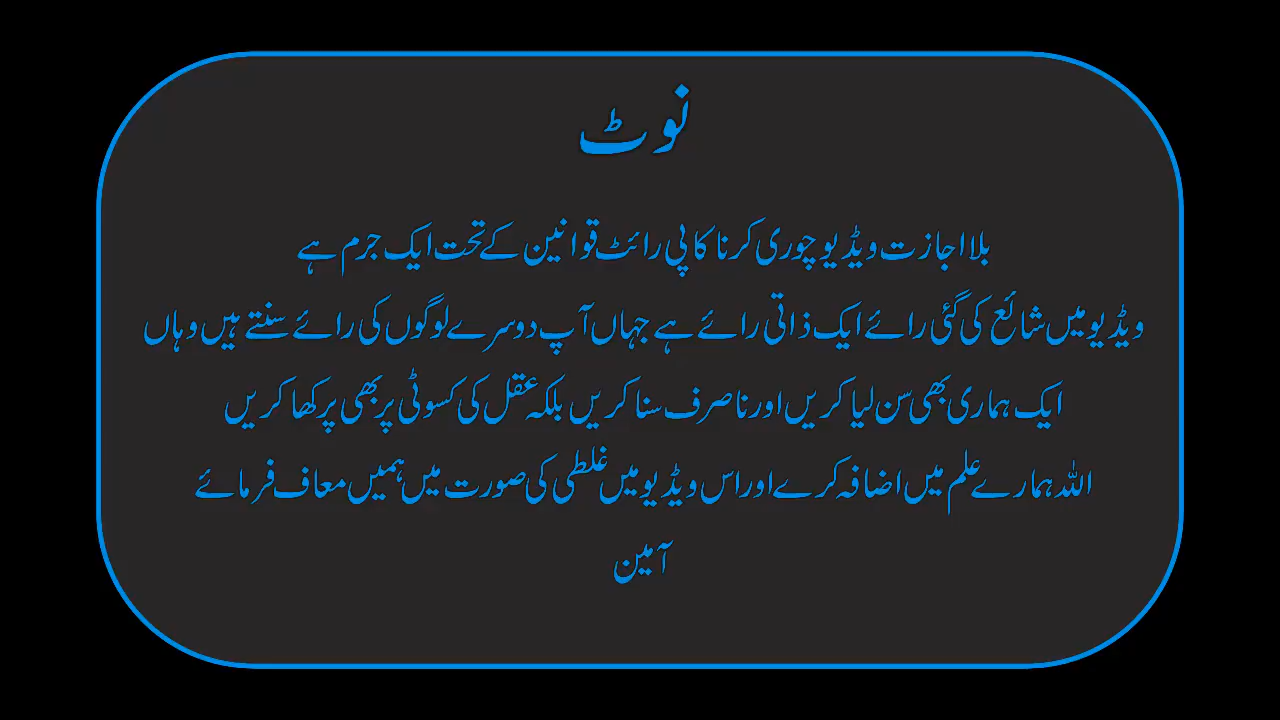 نوٹ
بلا اجازت ویڈیو چوری کرنا کاپی رائٹ قوانین کے تحت ایک جرم ہے
ویڈیو میں شائع کی گئی رائے ایک ذاتی رائے ہے جہاں آپ دوسرے لوگوں کی رائے سنتے ہیں وہاں
ایک ہماری بھی سن لیا کریں اور نا صرف سنا کریں بلکہ عقل کی کسوٹی پر بھی پرکھا کریں
اللہ ہمارے علم میں اضافہ کرے اور اس ویڈیو میں غلطی کی صورت میں ہمیں معاف فرمائے
آمین